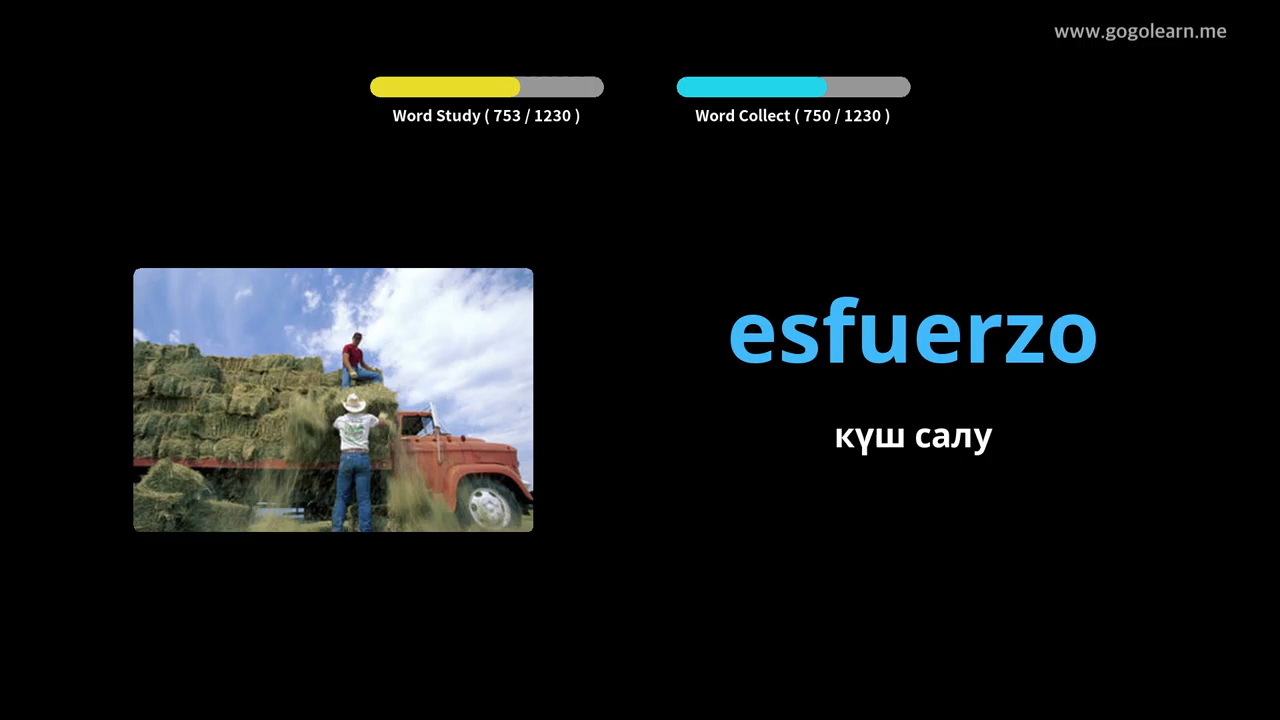 www.gogolearn.me
Word Study ( 753 / 1230 )
Word Collect ( 750 / 1230 )
esfuerzo
күш салу